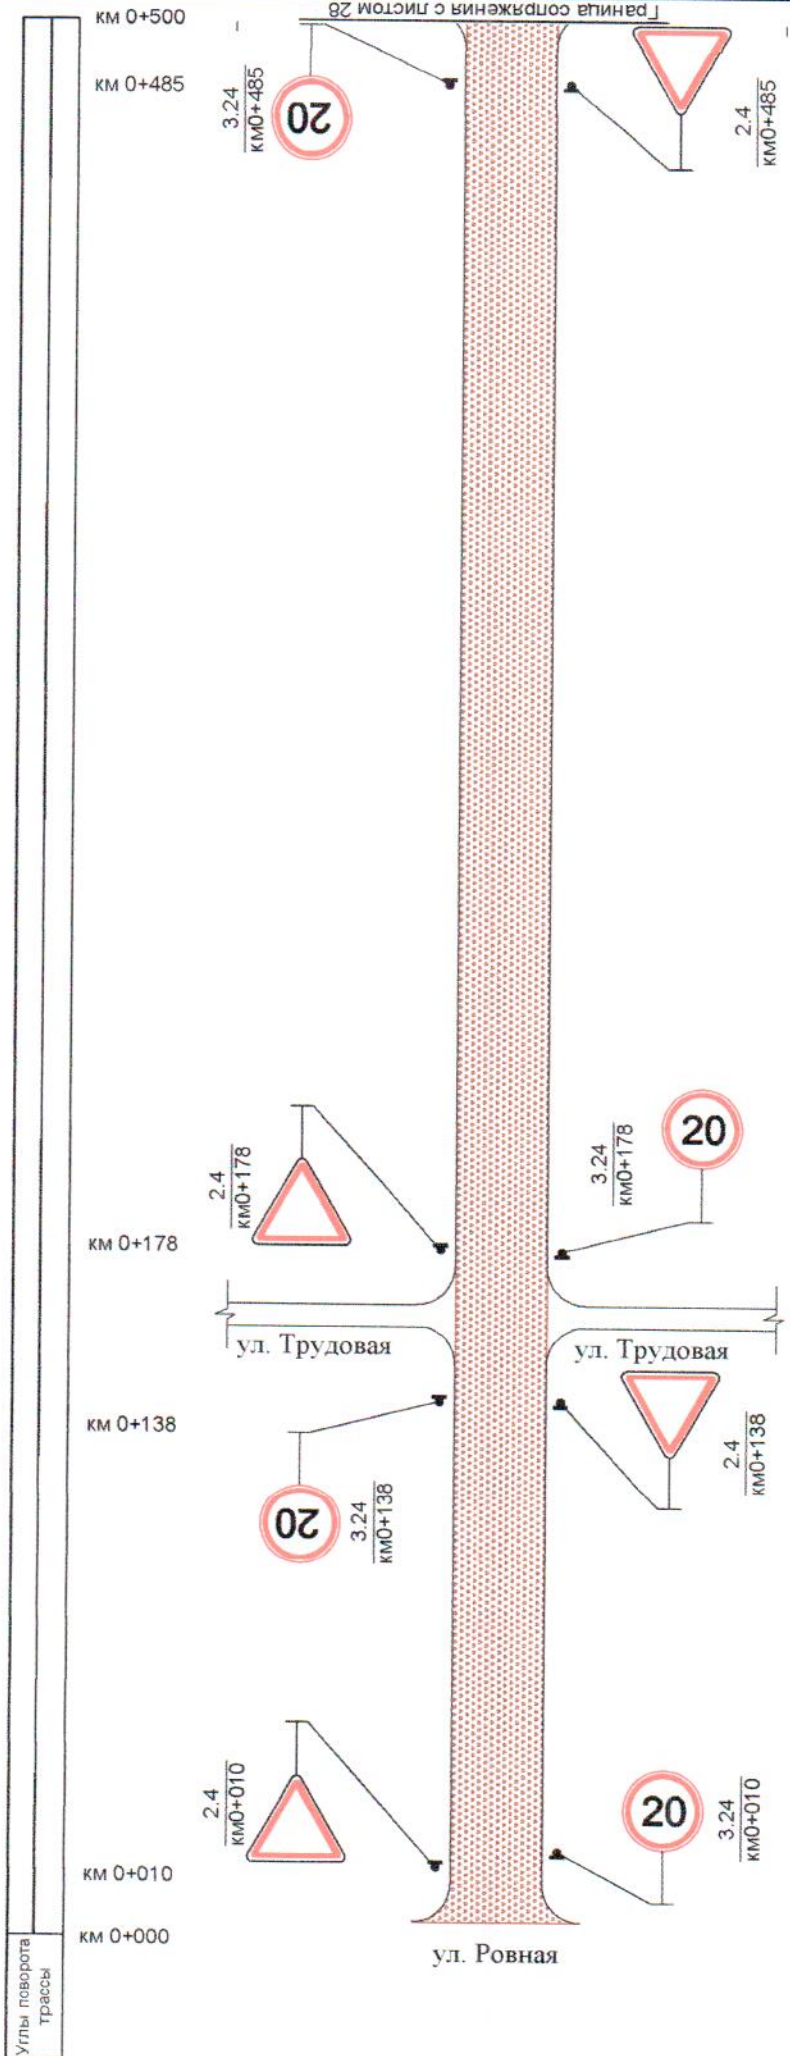 км 0+500
Граница сопряжения с листом 28
км 0+485
3.24
км0+485
20
2.4
км0+485
2.4
км0+178
3.24
км0+178
20
км 0+178
ул. Трудовая
ул. Трудовая
км 0+138
20
3.24
км0+138
2.4
км0+138
2.4
км0+010
20
3.24
км0+010
км 0+010
км 0+000
ул. Ровная
Углы поворота
трассы